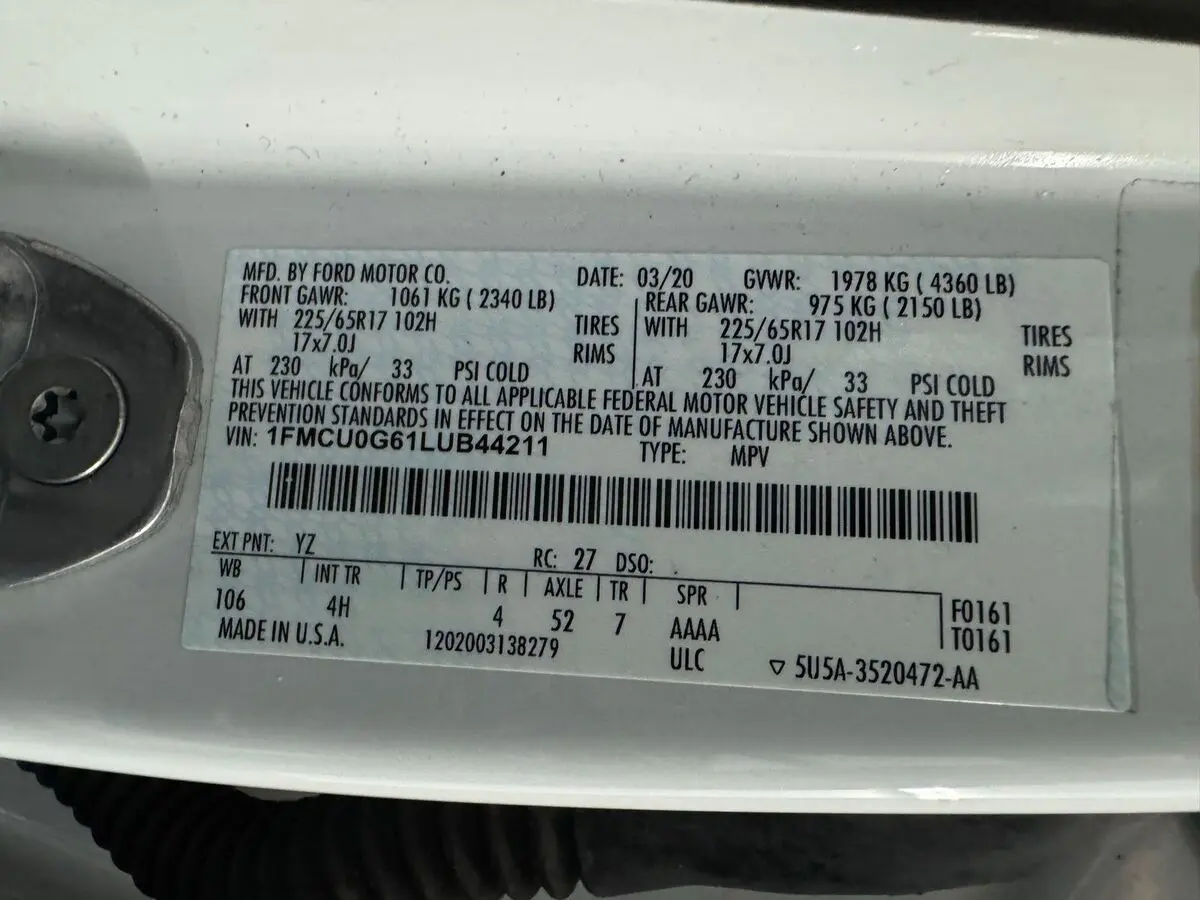 MFD. BY FORD MOTOR CO. DATE: 03/20 GVWR: 1978 KG ( 4360 LB)
FRONT GAWR: 1061 KG ( 2340 LB) REAR GAWR: 975 KG ( 2150 LB)
WITH 225/65R17 102H TIRES WITH 225/65R17 102H TIRES
17x7.0J RIMS 17x7.0J RIMS
AT 230 kPa/ 33 PSI COLD AT 230 kPa/ 33 PSI COLD
THIS VEHICLE CONFORMS TO ALL APPLICABLE FEDERAL MOTOR VEHICLE SAFETY AND THEFT
PREVENTION STANDARDS IN EFFECT ON THE DATE OF MANUFACTURE SHOWN ABOVE.
VIN: 1FMCU0G61LUB44211 TYPE: MPV
EXT PNT: YZ RC: 27 DSO:
WB INT TR TP/PS R AXLE TR SPR
106 4H 4 52 7 AAAA F0161
MADE IN U.S.A. 1202003138279 ULC T0161
▽ 5U5A-3520472-AA